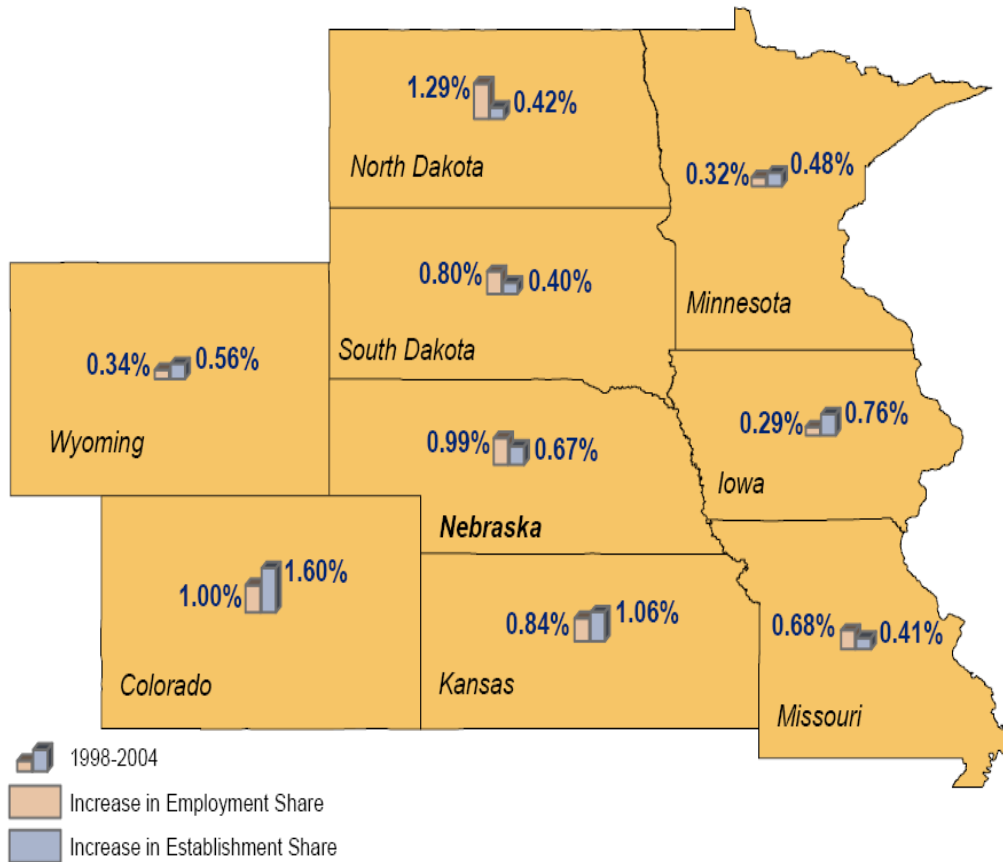 1.29% 0.42%
North Dakota
0.32% 0.48%
Minnesota
0.80% 0.40%
South Dakota
0.34% 0.56%
Wyoming
0.99% 0.67%
Nebraska
0.29% 0.76%
Iowa
1.00% 1.60%
Colorado
0.84% 1.06%
Kansas
0.68% 0.41%
Missouri
1998-2004
Increase in Employment Share
Increase in Establishment Share